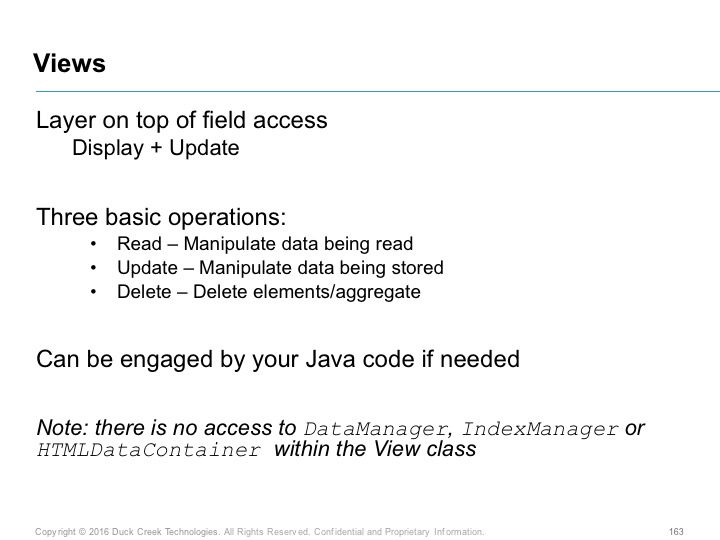 Views
Layer on top of field access
Display + Update
Three basic operations:
• Read – Manipulate data being read
• Update – Manipulate data being stored
• Delete – Delete elements/aggregate
Can be engaged by your Java code if needed
Note: there is no access to DataManager, IndexManager or
HTMLDataContainer within the View class
Copyright © 2016 Duck Creek Technologies. All Rights Reserved. Confidential and Proprietary Information. 163